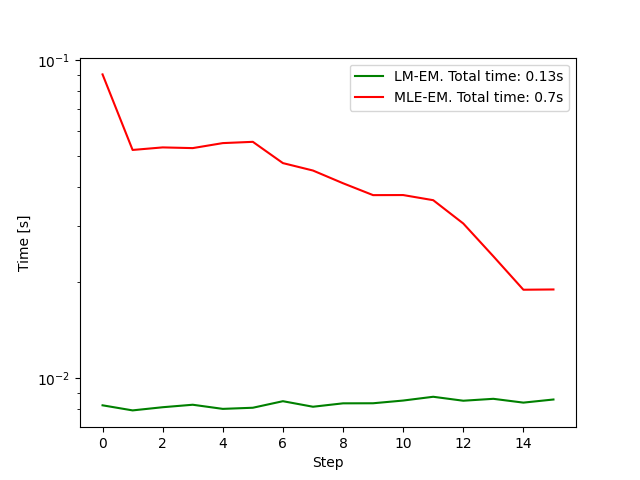 10⁻¹
LM-EM. Total time: 0.13s
MLE-EM. Total time: 0.7s
Time [s]
10⁻²
0 2 4 6 8 10 12 14
Step